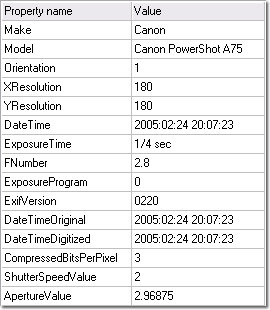 Property name Value
Make Canon
Model Canon PowerShot A75
Orientation 1
XResolution 180
YResolution 180
DateTime 2005:02:24 20:07:23
ExposureTime 1/4 sec
FNumber 2.8
ExposureProgram 0
ExifVersion 0220
DateTimeOriginal 2005:02:24 20:07:23
DateTimeDigitized 2005:02:24 20:07:23
CompressedBitsPerPixel 3
ShutterSpeedValue 2
ApertureValue 2.96875